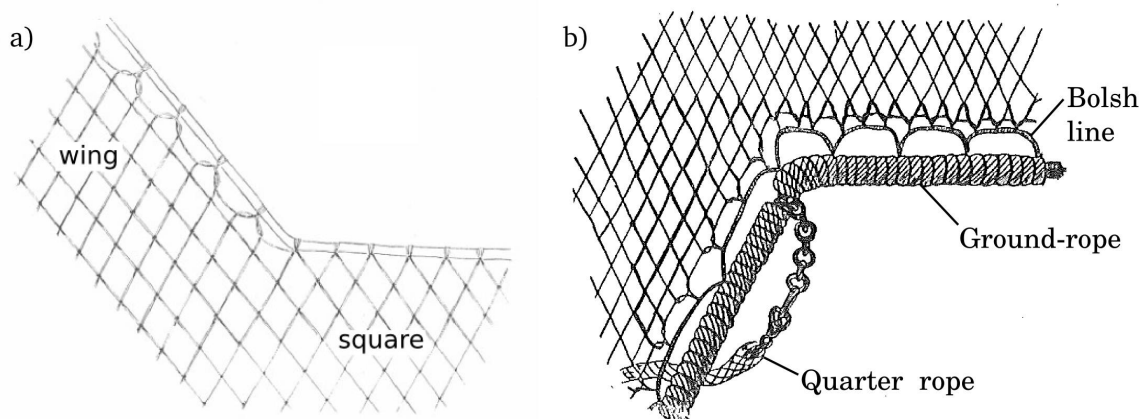 a)
wing
square
b)
Bolsh
line
Ground-rope
Quarter rope